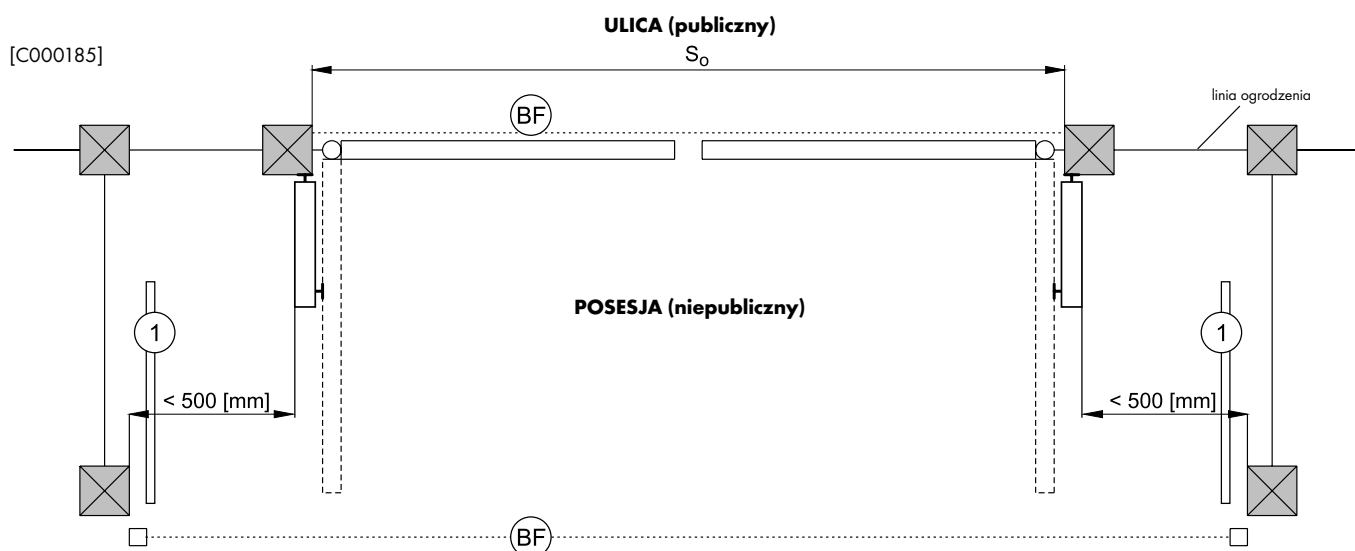 ULICA (publiczny)
[C000185]
So
linia ogrodzenia
BF
POSESJA (niepubliczny)
1
1
< 500 [mm]
< 500 [mm]
BF